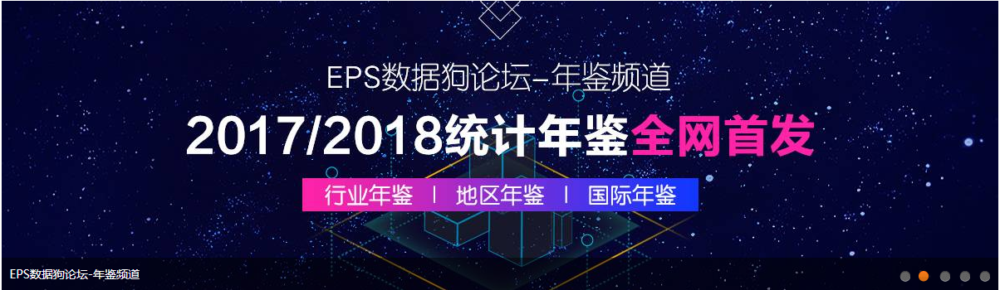 EPS数据狗论坛-年鉴频道
2017/2018统计年鉴全网首发
行业年鉴 | 地区年鉴 | 国际年鉴
EPS数据狗论坛-年鉴频道